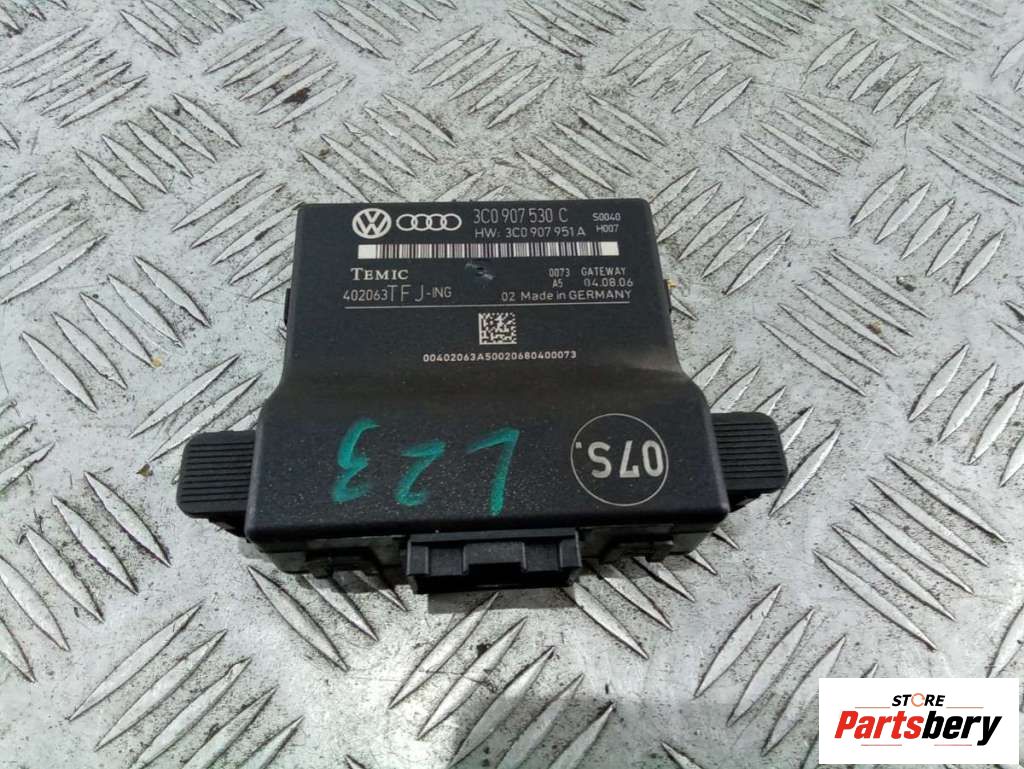 3C0 907 530 C S0040
HW: 3C0 907 951 A H007
TEMIC 0073 GATEWAY
A5 04.08.06
402063TFJ-ING 02 Made in GERMANY
00402063A50020680400073
L23
07S.
STORE
Partsbery